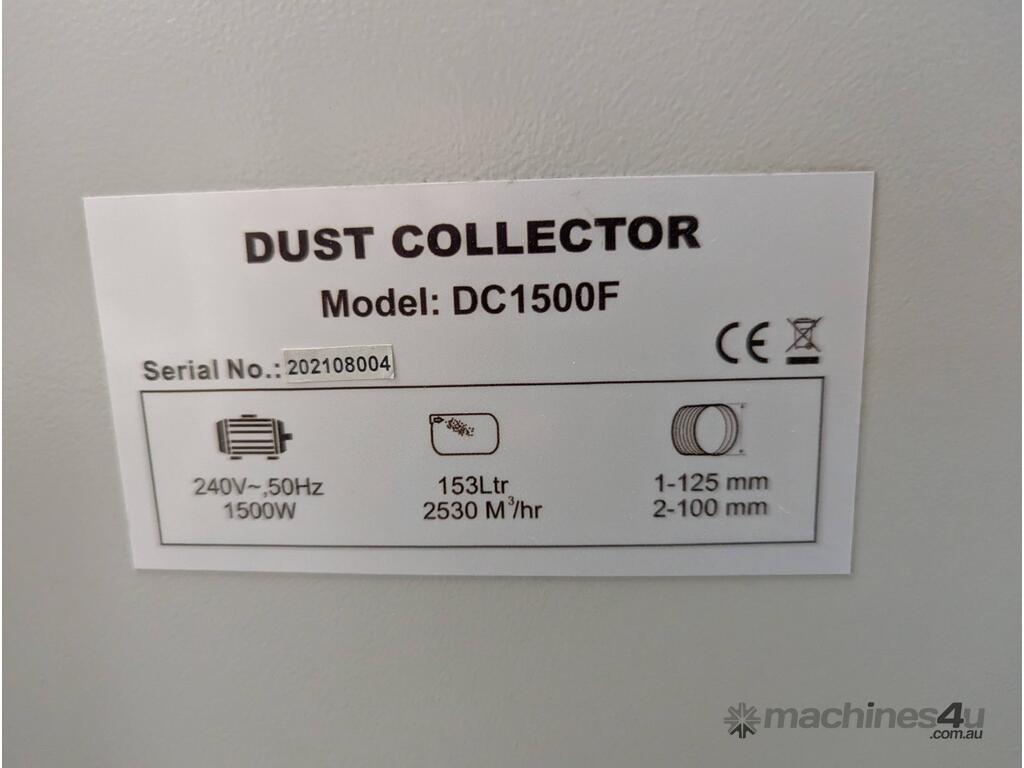 DUST COLLECTOR
Model: DC1500F
CE
Serial No.: 202108004
240V~,50Hz
1500W
153Ltr
2530 M³/hr
1-125 mm
2-100 mm
machines4u
.com.au